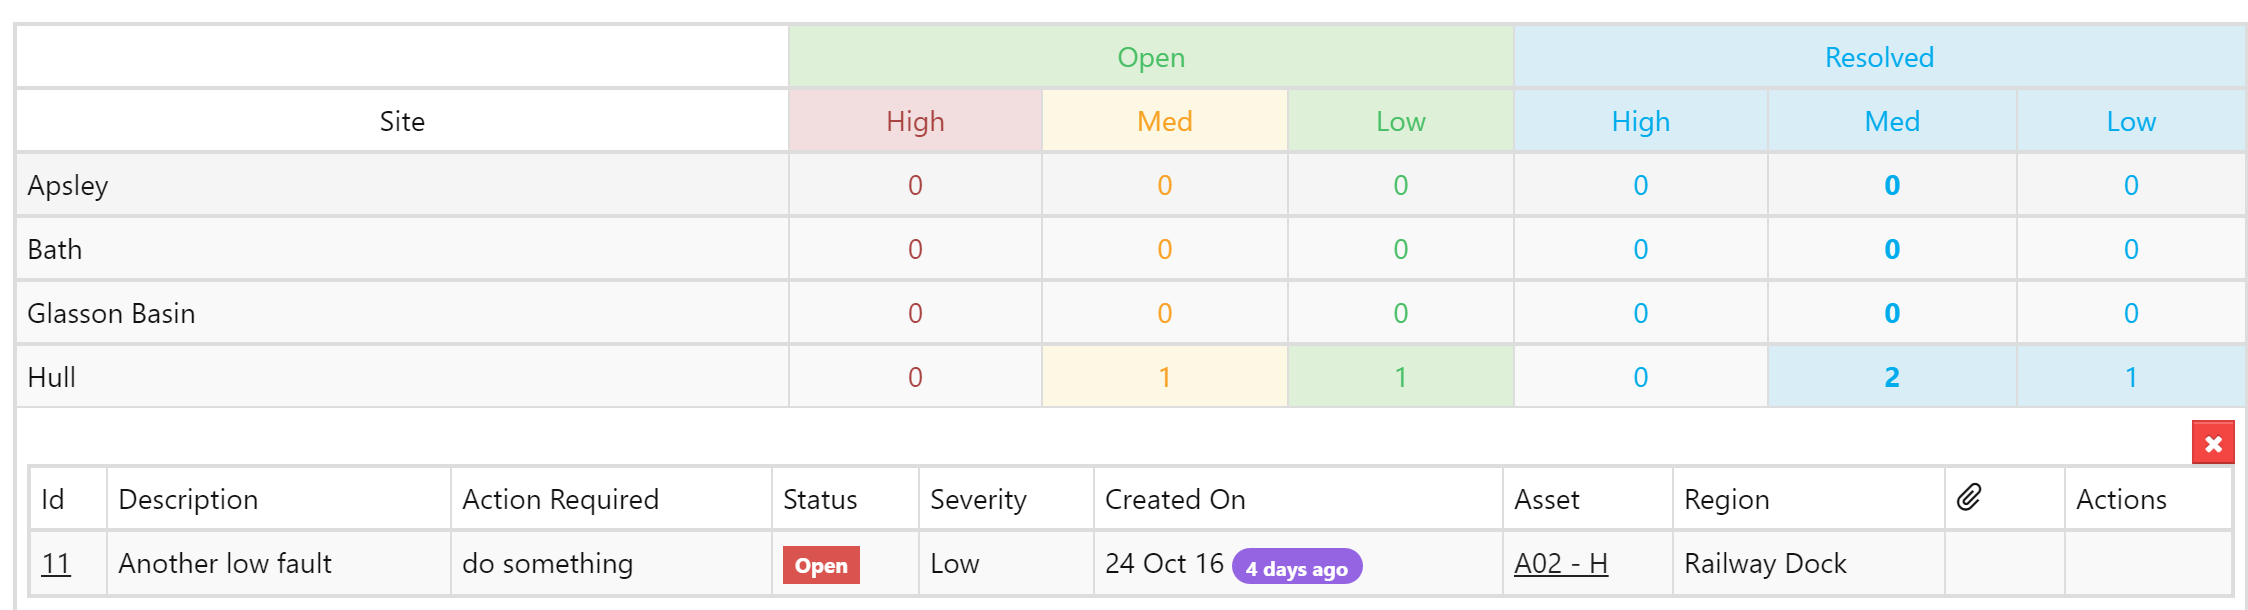 Open Resolved
Site High Med Low High Med Low
Apsley 0 0 0 0 0 0
Bath 0 0 0 0 0 0
Glasson Basin 0 0 0 0 0 0
Hull 0 1 1 0 2 1
Id Description Action Required Status Severity Created On Asset Region Actions
11 Another low fault do something Open Low 24 Oct 16 4 days ago A02 - H Railway Dock